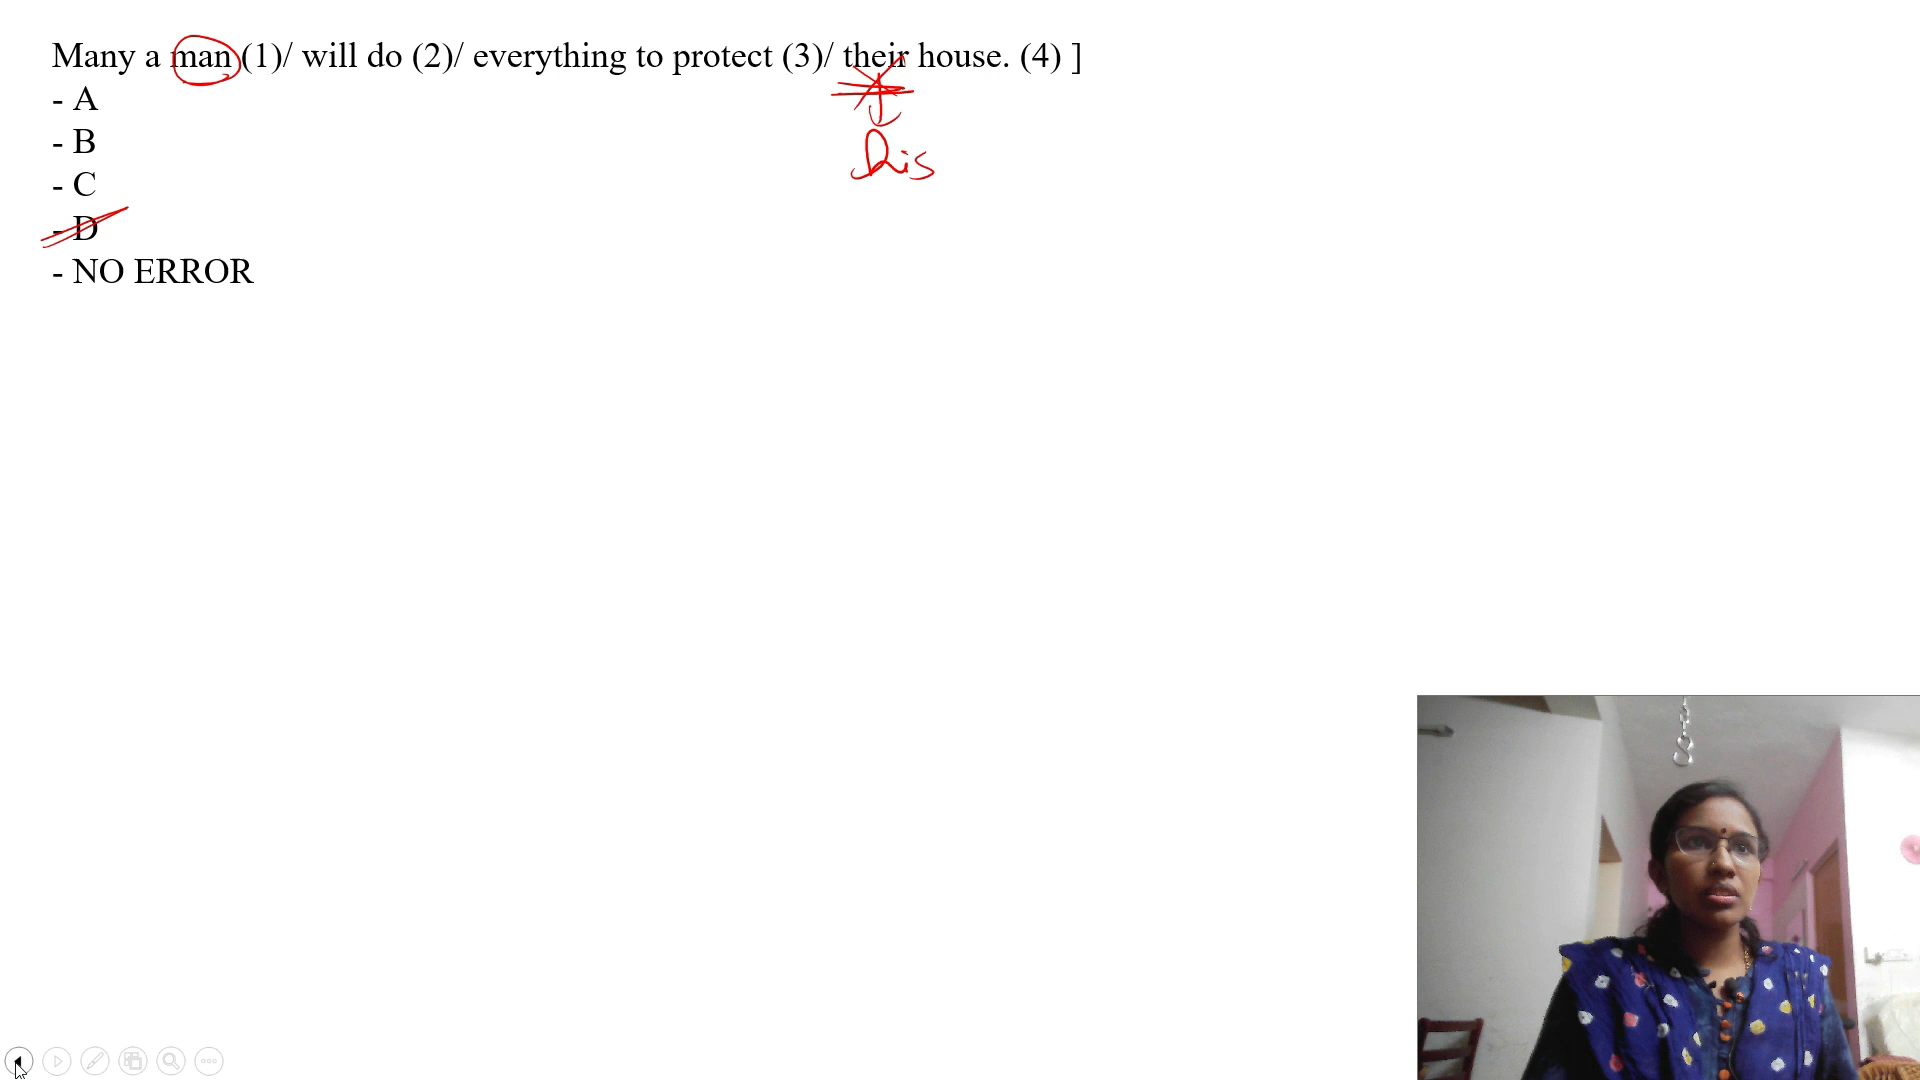 Many a man (1)/ will do (2)/ everything to protect (3)/ their house. (4) ]
- A
his
- B
- C
- D
- NO ERROR